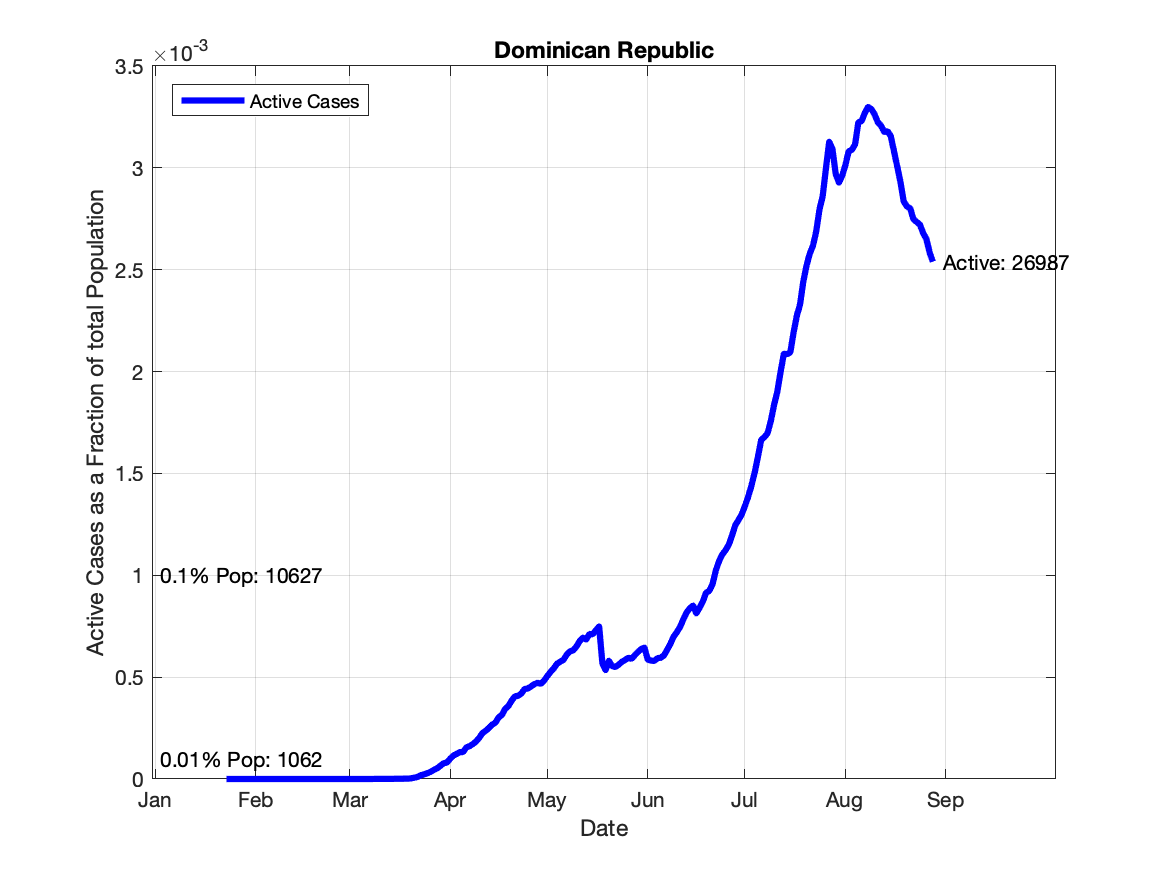 Dominican Republic
×10-3
3.5
3
2.5
2
1.5
1
0.5
0
Active Cases as a Fraction of total Population
Active Cases
Active: 26987
0.1% Pop: 10627
0.01% Pop: 1062
Jan Feb Mar Apr May Jun Jul Aug Sep
Date